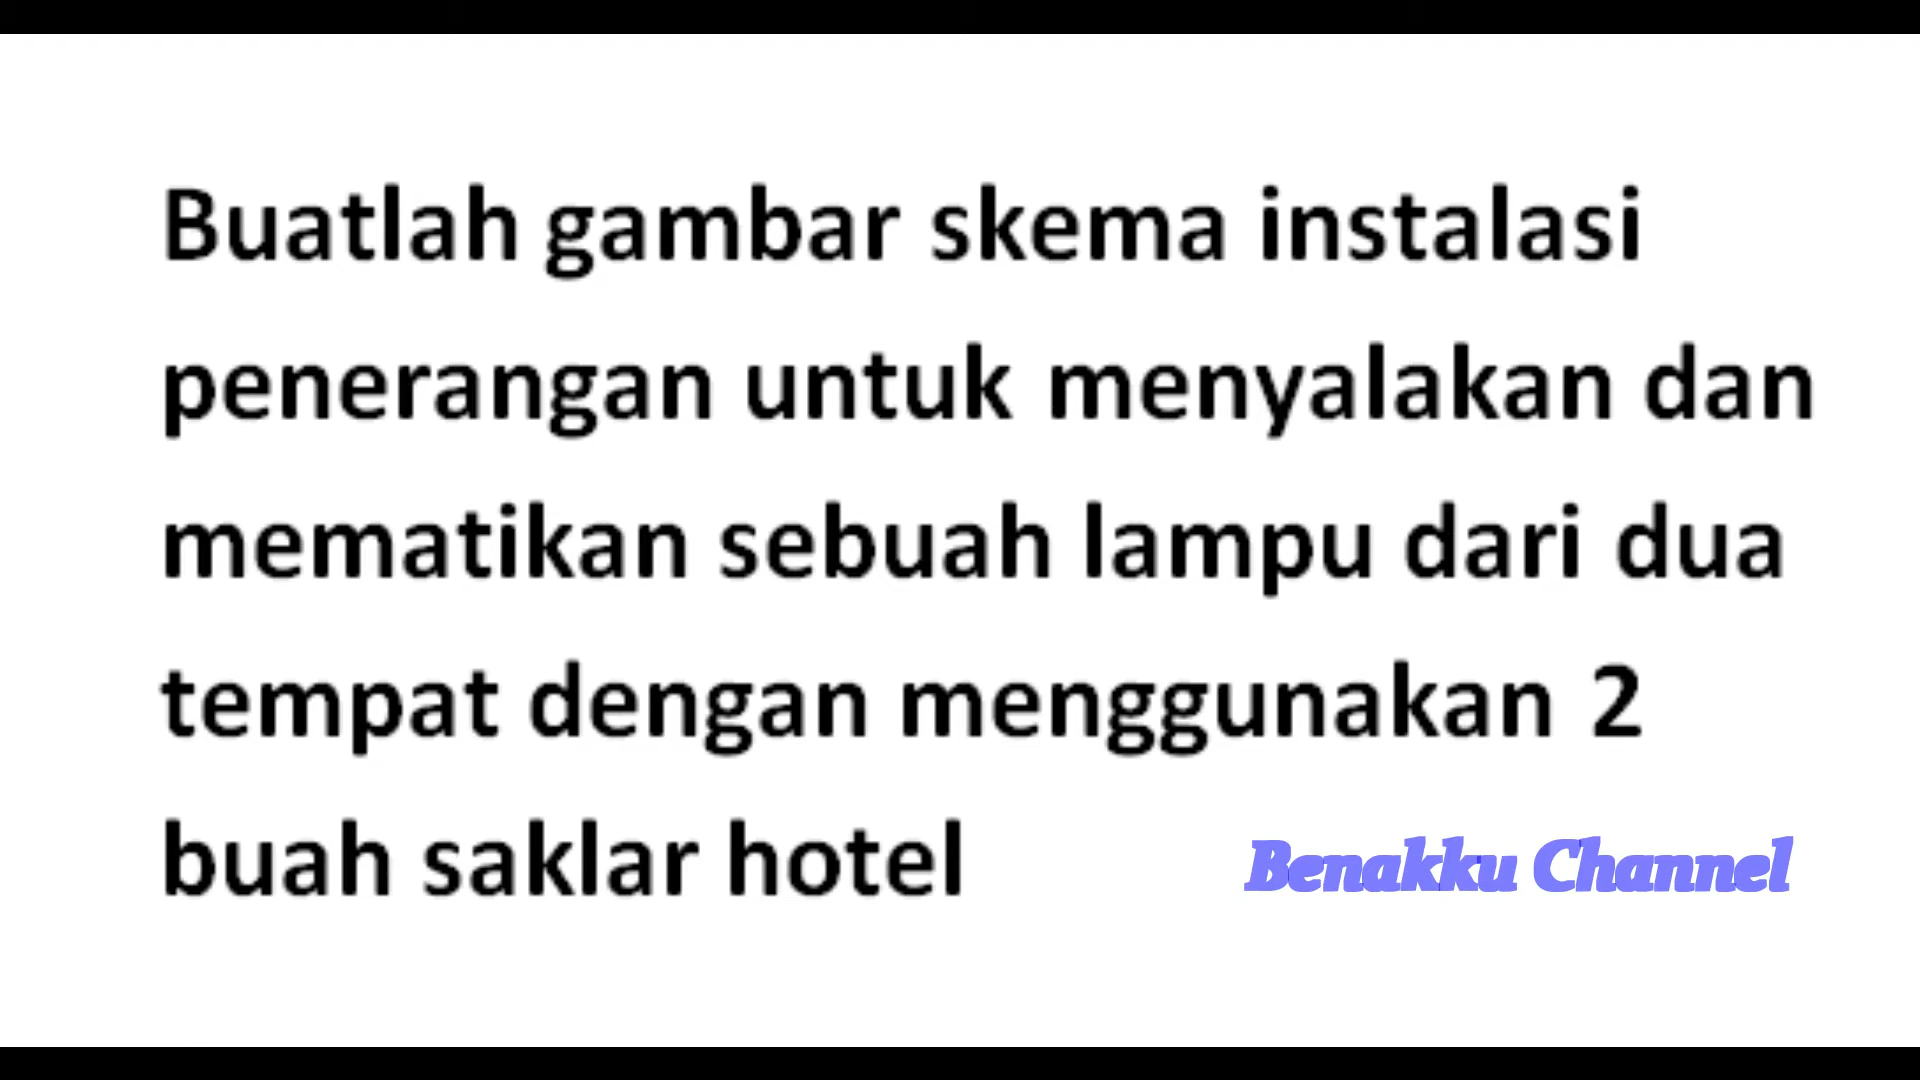 Buatlah gambar skema instalasi
penerangan untuk menyalakan dan
mematikan sebuah lampu dari dua
tempat dengan menggunakan 2
buah saklar hotel
Benakku Channel